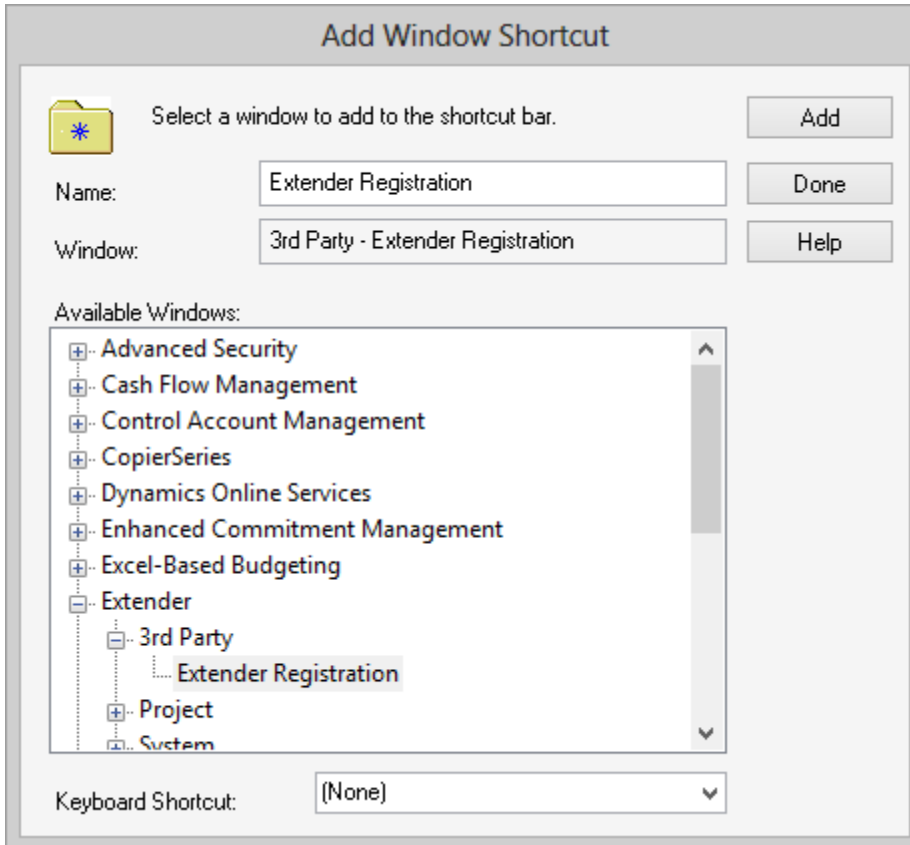 Add Window Shortcut
Select a window to add to the shortcut bar.
Add
Name:
Extender Registration
Done
Window:
3rd Party - Extender Registration
Help
Available Windows:
Advanced Security
Cash Flow Management
Control Account Management
CopierSeries
Dynamics Online Services
Enhanced Commitment Management
Excel-Based Budgeting
Extender
3rd Party
Extender Registration
Project
System
Keyboard Shortcut:
(None)